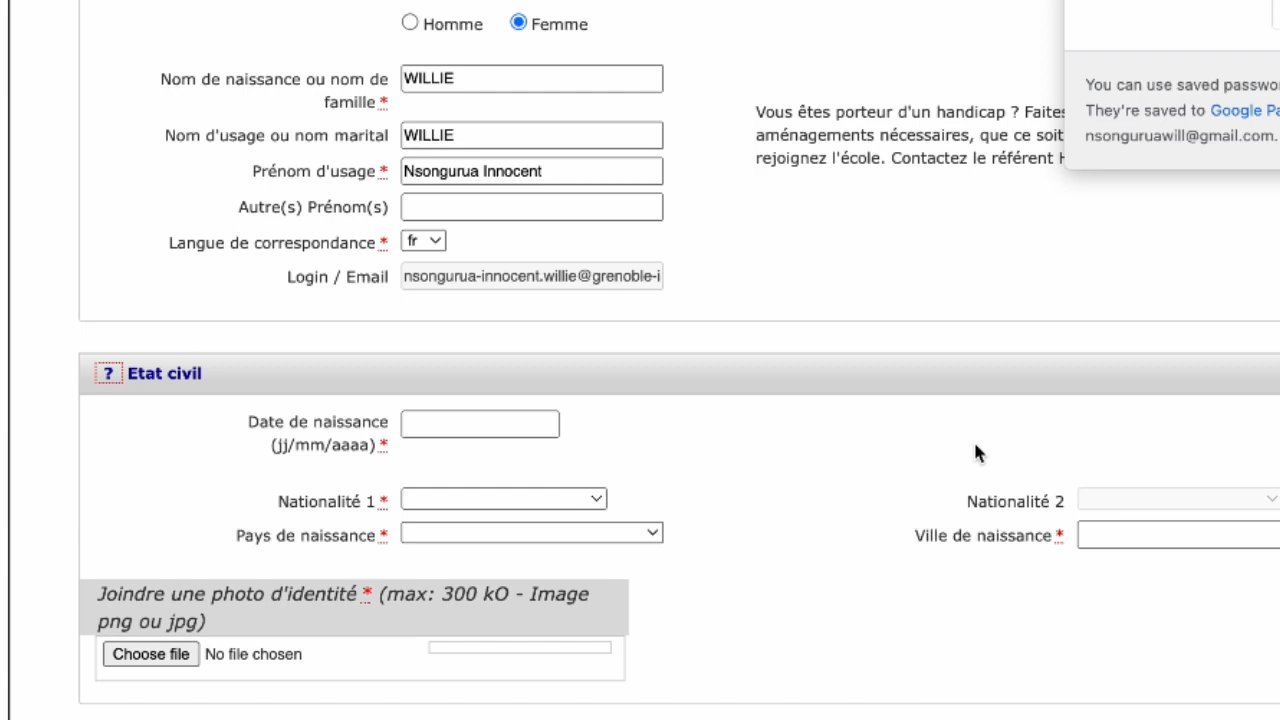 Homme Femme
Nom de naissance ou nom de
famille *
WILLIE
Nom d'usage ou nom marital WILLIE
Prénom d'usage * Nsongurua Innocent
Autre(s) Prénom(s)
Langue de correspondance * fr
Login / Email nsongurua-innocent.willie@grenoble-i
Vous êtes porteur d'un handicap ? Faites
aménagements nécessaires, que ce soit
rejoignez l'école. Contactez le référent
You can use saved passwo
They're saved to Google Pa
nsonguruawill@gmail.com.
? Etat civil
Date de naissance
(jj/mm/aaaa) *
Nationalité 1 *
Nationalité 2
Pays de naissance *
Ville de naissance *
Joindre une photo d'identité * (max: 300 kO - Image
png ou jpg)
Choose file No file chosen